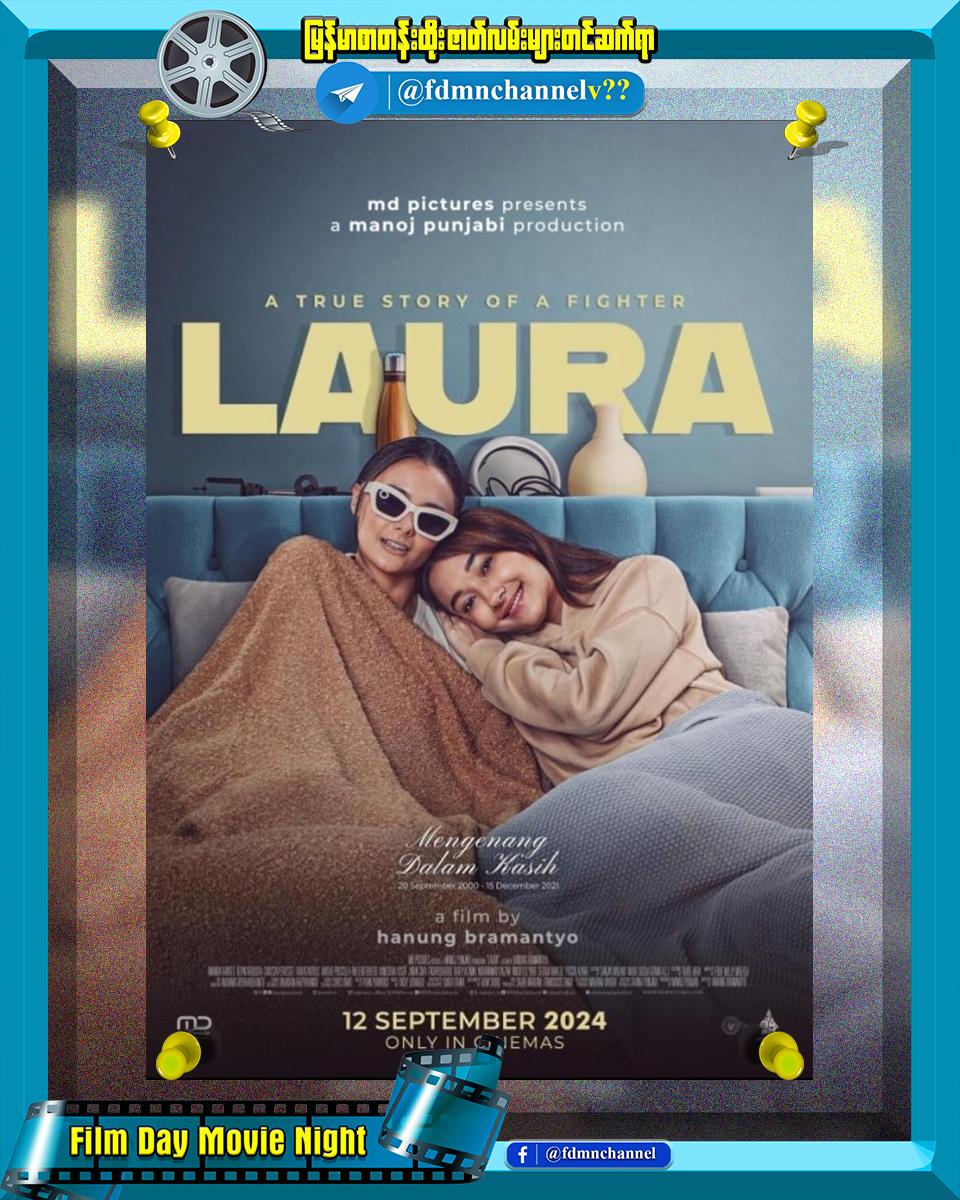 မြန်မာစာတန်းထိုးဇာတ်လမ်းများတင်ဆက်ရာ
@fdmnchannelv??
md pictures presents
a manoj punjabi production
A TRUE STORY OF A FIGHTER
LAURA
Mengenang
Dalam Kasih
20 September 2000 - 15 December 2021
a film by
hanung bramantyo
12 SEPTEMBER 2024
ONLY IN CINEMAS
MD
Film Day Movie Night
@fdmnchannel